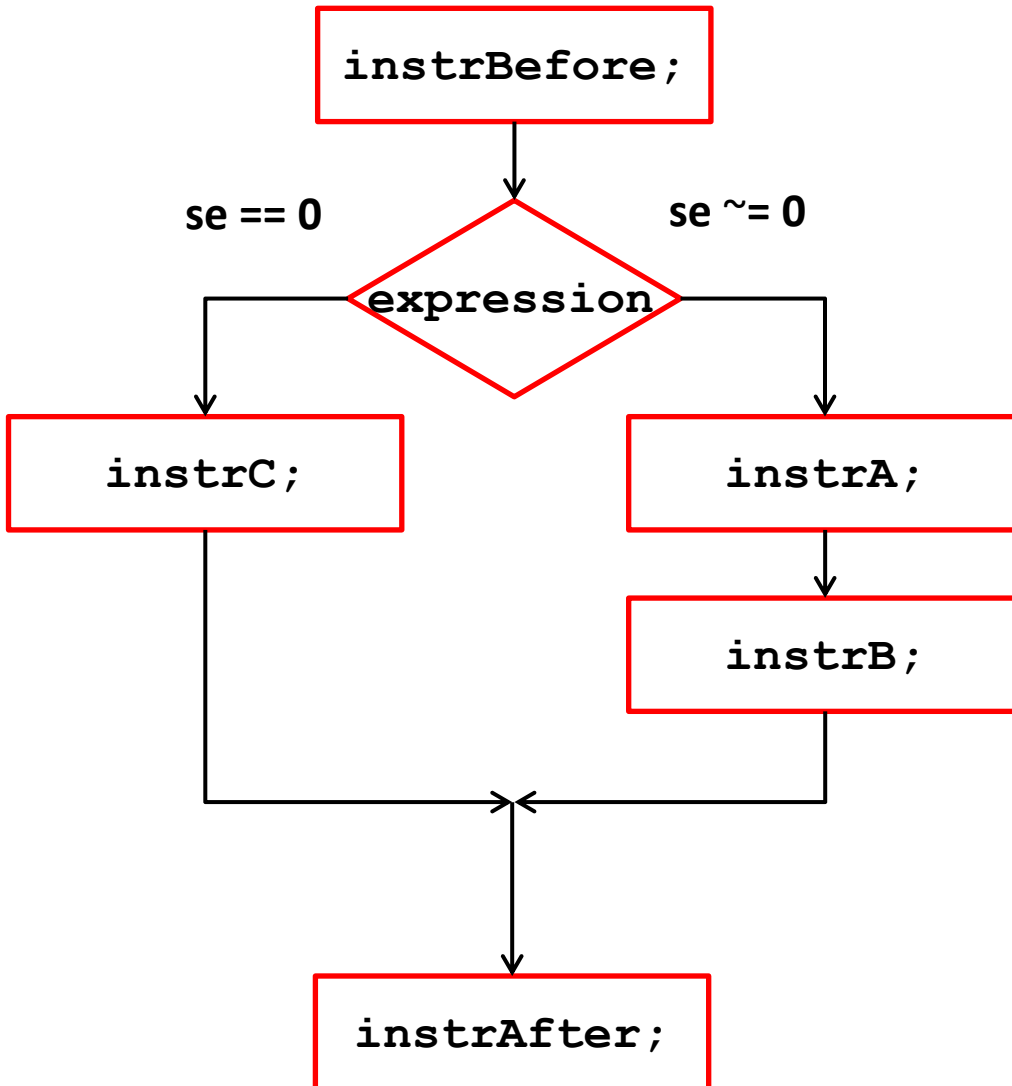 instrBefore;
se == 0
se ~= 0
expression
instrC;
instrA;
instrB;
instrAfter;